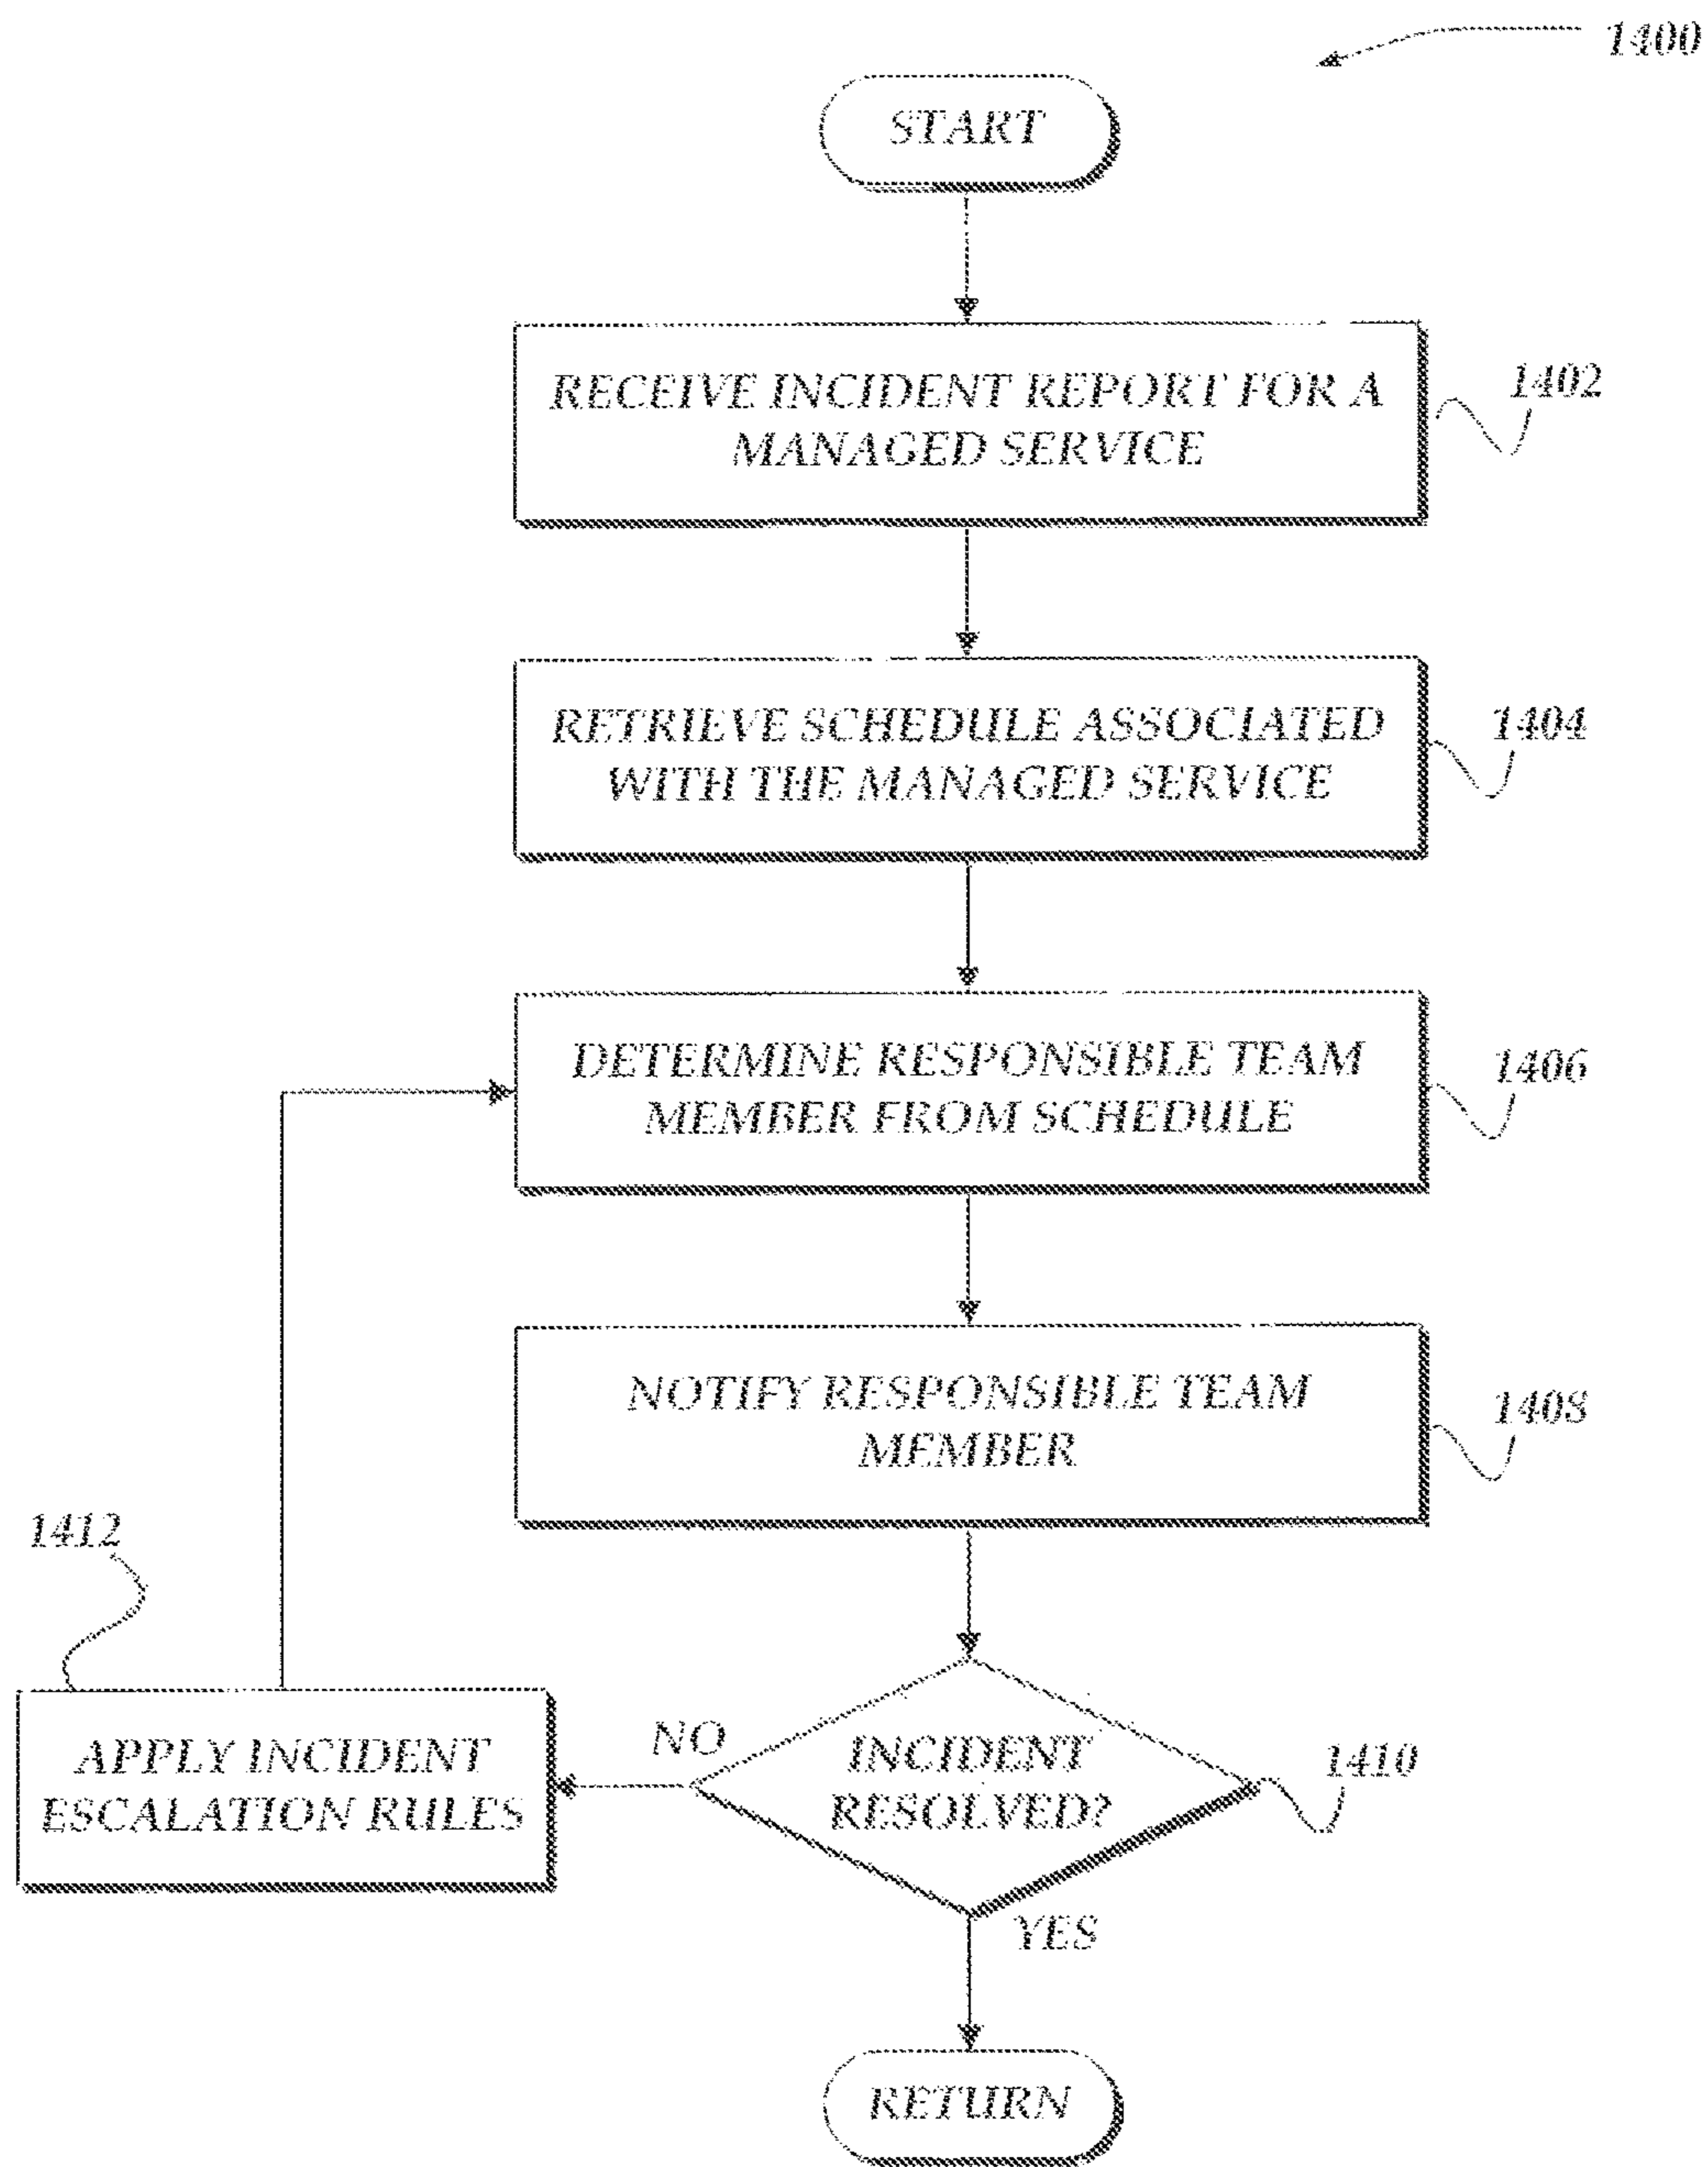 1400
START
RECEIVE INCIDENT REPORT FOR A
MANAGED SERVICE
1402
RETRIEVE SCHEDULE ASSOCIATED
WITH THE MANAGED SERVICE
1404
DETERMINE RESPONSIBLE TEAM
MEMBER FROM SCHEDULE
1406
NOTIFY RESPONSIBLE TEAM
MEMBER
1408
1412
APPLY INCIDENT
ESCALATION RULES
NO
INCIDENT
RESOLVED?
1410
YES
RETURN